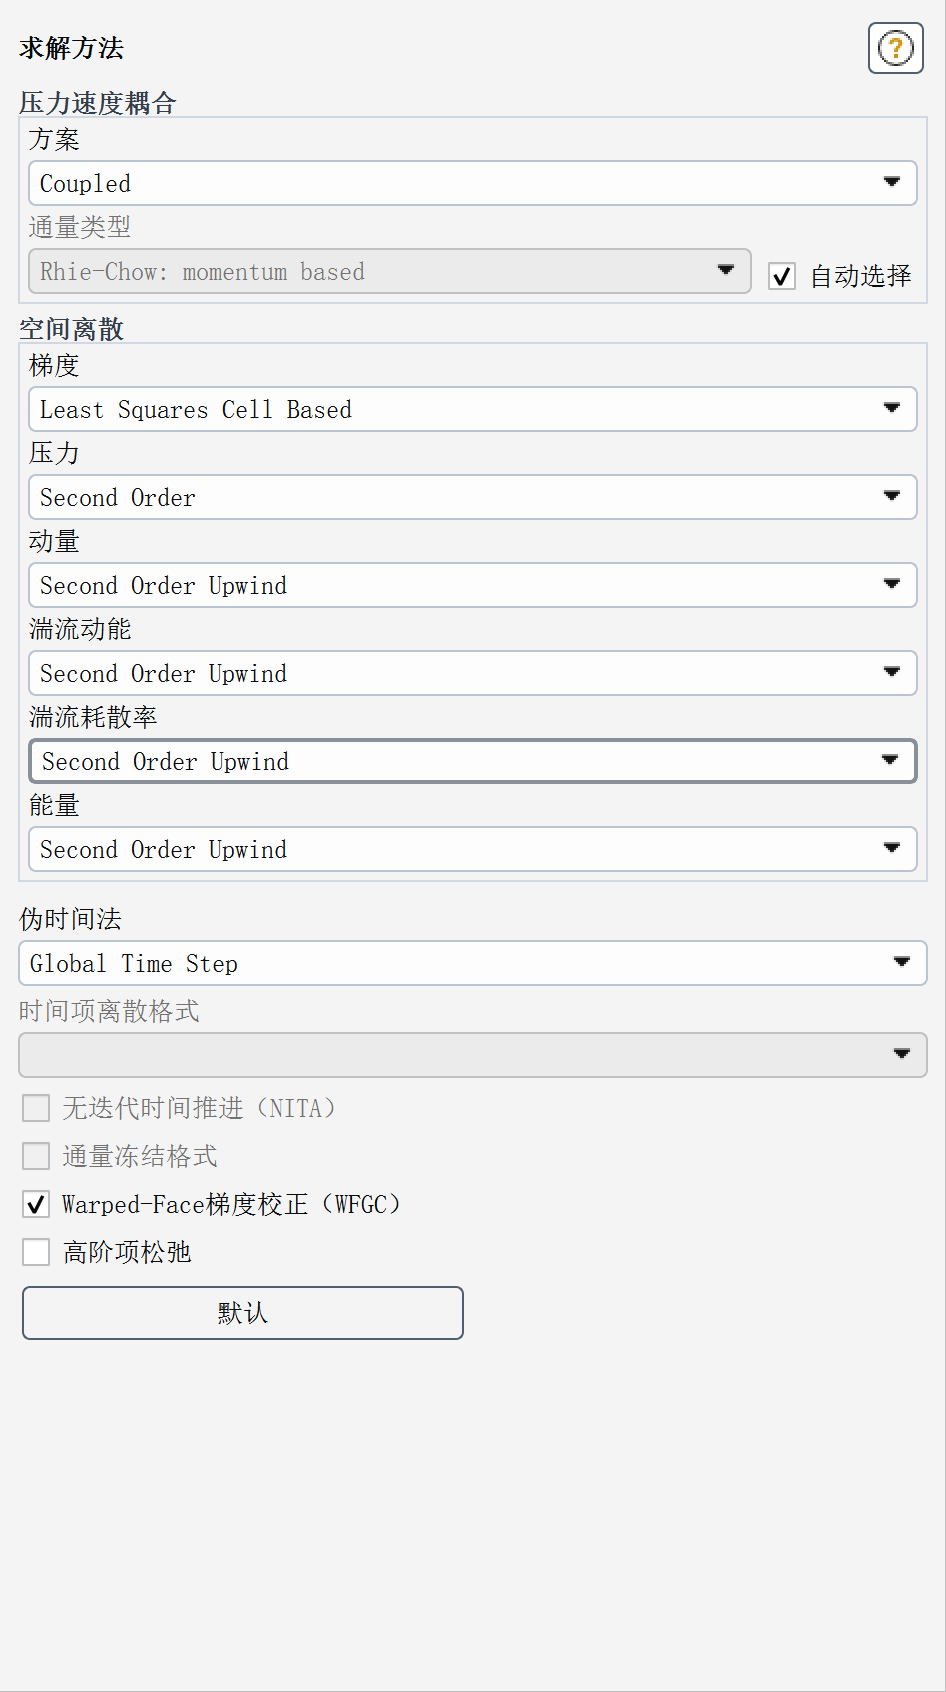 求解方法
?
压力速度耦合
方案
Coupled
通量类型
Rhie-Chow: momentum based
自动选择
空间离散
梯度
Least Squares Cell Based
压力
Second Order
动量
Second Order Upwind
湍流动能
Second Order Upwind
湍流耗散率
Second Order Upwind
能量
Second Order Upwind
伪时间法
Global Time Step
时间项离散格式
无迭代时间推进（NITA）
通量冻结格式
Warped-Face梯度校正（WFGC）
高阶项松弛
默认